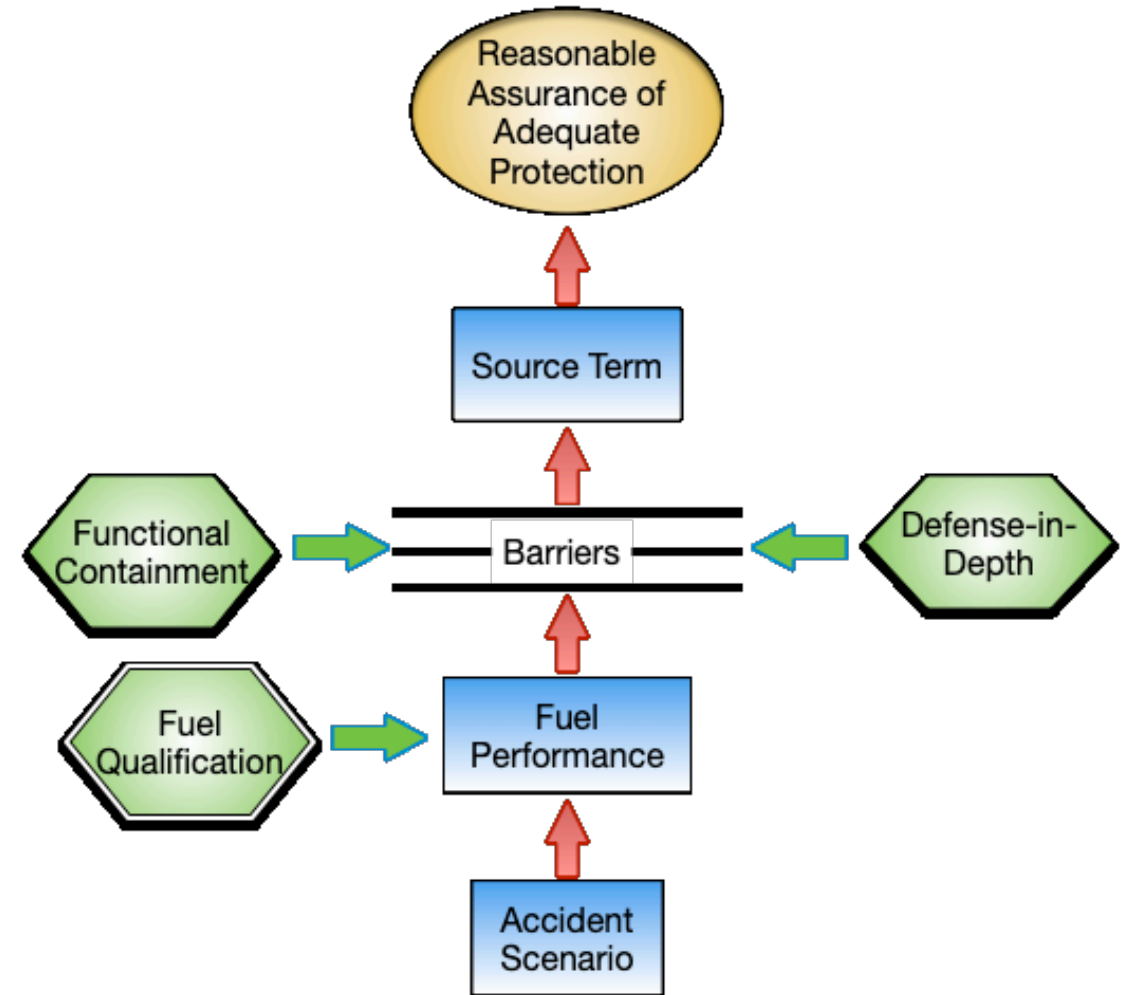 Reasonable
Assurance of
Adequate
Protection
Source Term
Functional
Containment
Barriers
Defense-in-
Depth
Fuel
Qualification
Fuel
Performance
Accident
Scenario